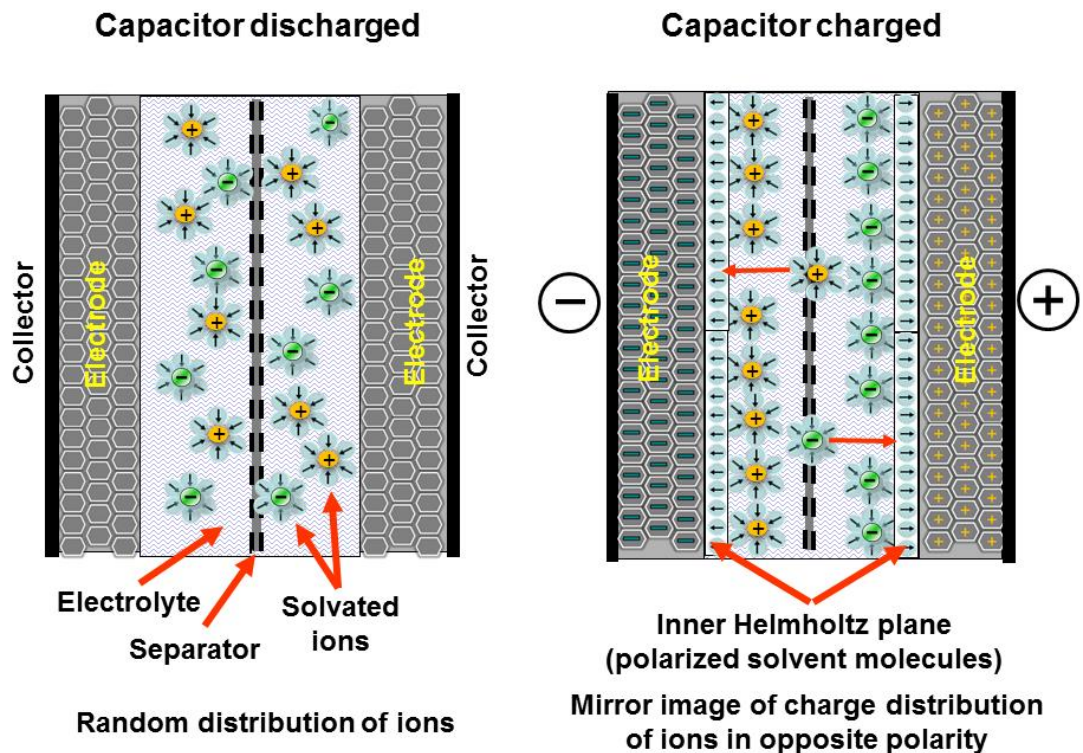 Capacitor discharged
Collector
Electrode
Electrode
Collector
Electrolyte
Separator
Solvated
ions
Random distribution of ions
Capacitor charged
Electrode
Electrode
Inner Helmholtz plane
(polarized solvent molecules)
Mirror image of charge distribution
of ions in opposite polarity